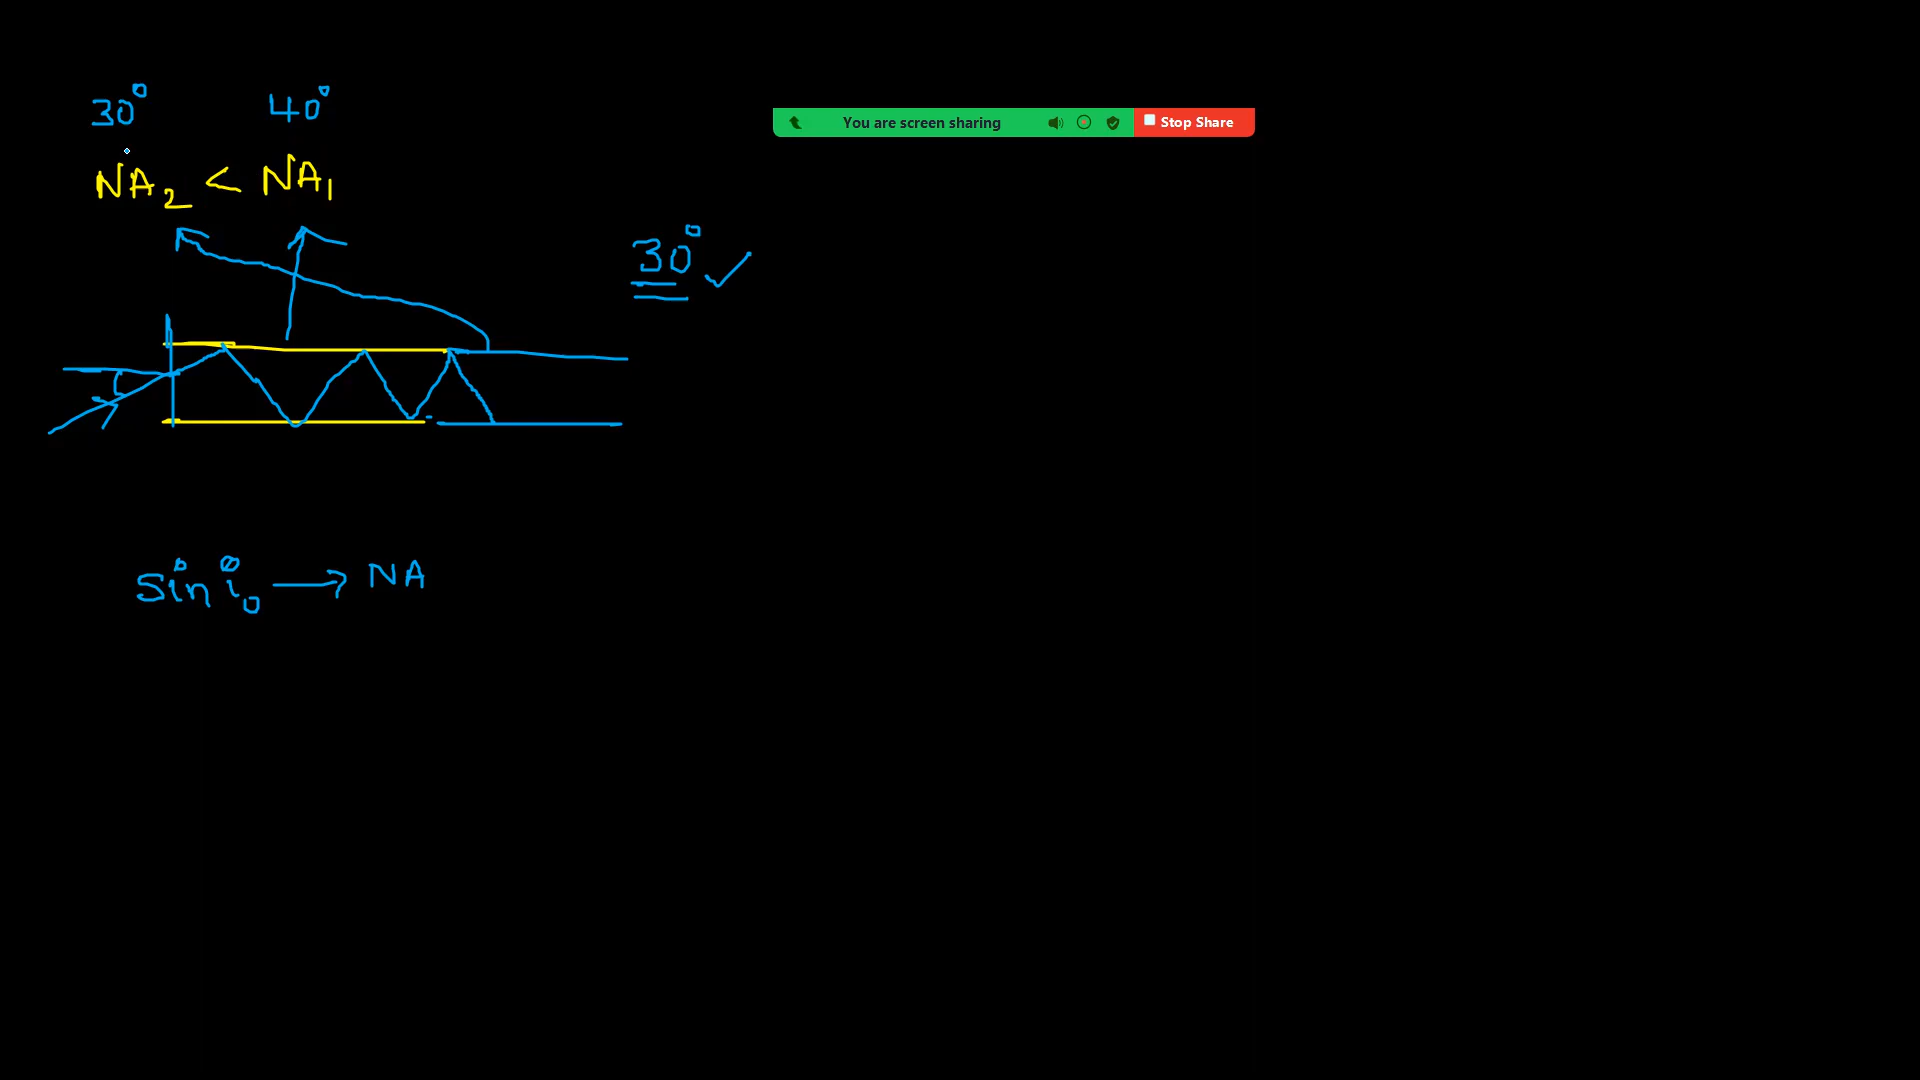 30° 40°
You are screen sharing Stop Share
NA₂ < NA₁
30° ✓
Sin i₀ → NA